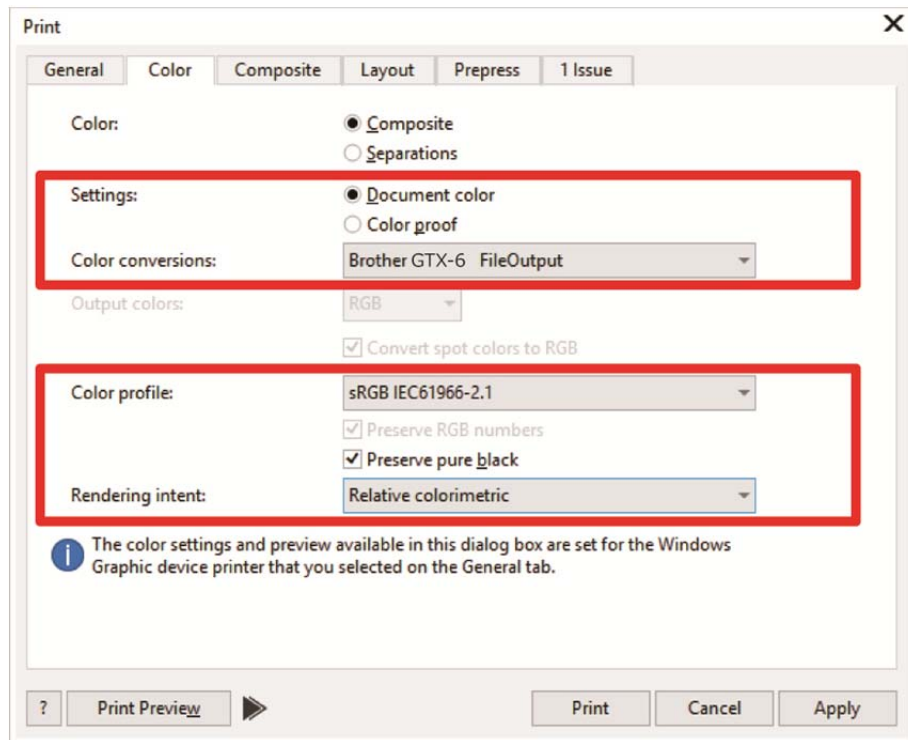 Print
General Color Composite Layout Prepress 1 Issue
Color: Composite
Separations
Settings: Document color
Color proof
Color conversions: Brother GTX-6 FileOutput
Output colors: RGB
Convert spot colors to RGB
Color profile: sRGB IEC61966-2.1
Preserve RGB numbers
Preserve pure black
Rendering intent: Relative colorimetric
The color settings and preview available in this dialog box are set for the Windows
Graphic device printer that you selected on the General tab.
? Print Preview Print Cancel Apply